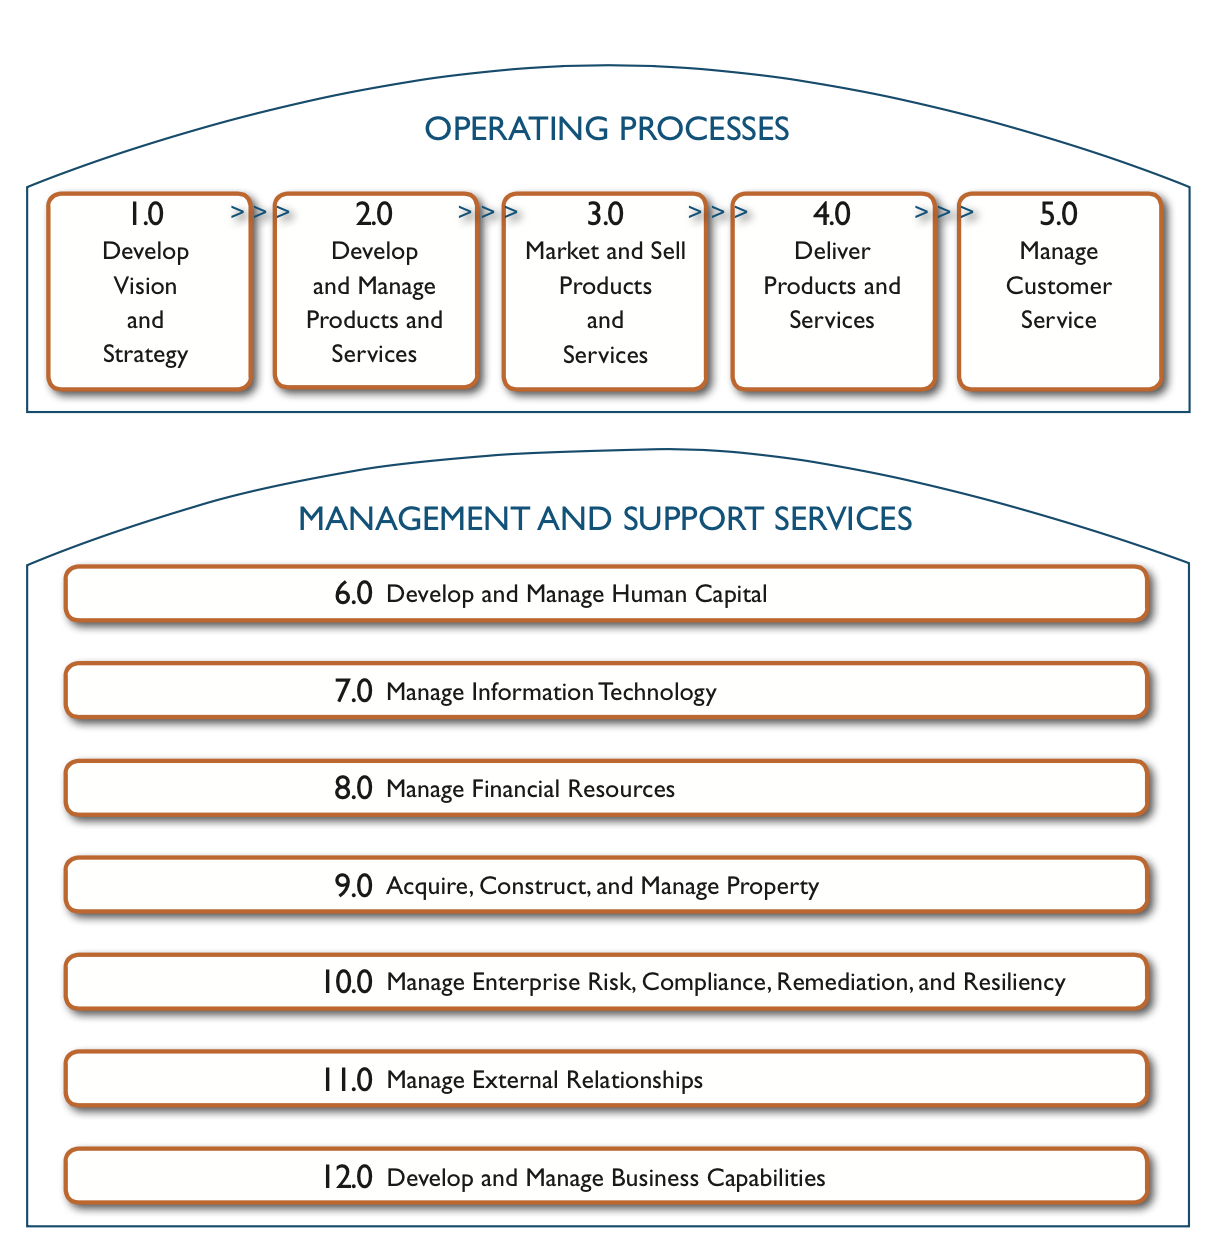 OPERATING PROCESSES
1.0 > > > 2.0 > > > 3.0 > > > 4.0 > > > 5.0
Develop
Vision
and
Strategy
Develop
and Manage
Products and
Services
Market and Sell
Products
and
Services
Deliver
Products and
Services
Manage
Customer
Service
MANAGEMENT AND SUPPORT SERVICES
6.0 Develop and Manage Human Capital
7.0 Manage Information Technology
8.0 Manage Financial Resources
9.0 Acquire, Construct, and Manage Property
10.0 Manage Enterprise Risk, Compliance, Remediation, and Resiliency
11.0 Manage External Relationships
12.0 Develop and Manage Business Capabilities